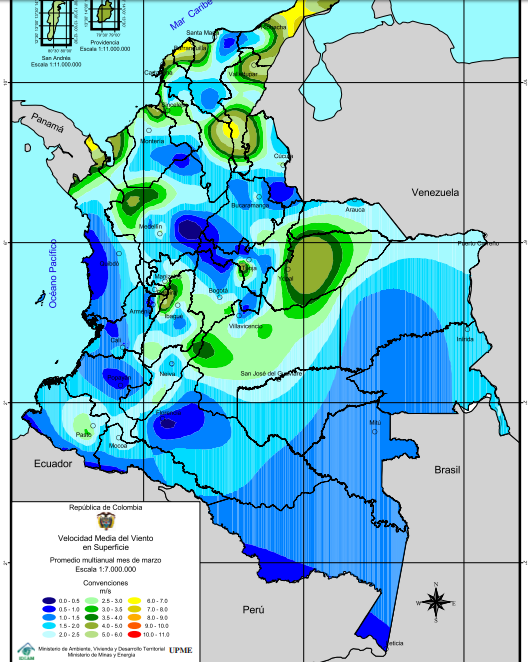 Mar Caribe
San Andrés
Escala 1:11.000.000
Providencia
Escala 1:11.000.000
Santa Marta
Barranquilla
Valledupar
Sincelejo
Panamá
Montería
Cúcuta
Venezuela
Bucaramanga
Arauca
Medellín
Puerto Carreño
Océano Pacífico
Quibdó
Tunja
Yopal
Manizales
Bogotá
Armenia
Ibagué
Villavicencio
Inírida
Cali
Neiva
San José del Guaviare
Popayán
Florencia
Mitú
Pasto
Mocoa
Ecuador
Brasil
Perú
Leticia
República de Colombia
Velocidad Media del Viento
en Superficie
Promedio multianual mes de marzo
Escala 1:7.000.000
Convenciones
m/s
0.0 - 0.5 2.5 - 3.0 6.0 - 7.0
0.5 - 1.0 3.0 - 3.5 7.0 - 8.0
1.0 - 1.5 3.5 - 4.0 8.0 - 9.0
1.5 - 2.0 4.0 - 5.0 9.0 - 10.0
2.0 - 2.5 5.0 - 6.0 10.0 - 11.0
N
W E
S
Ministerio de Ambiente, Vivienda y Desarrollo Territorial
Ministerio de Minas y Energía
UPME
IDEAM